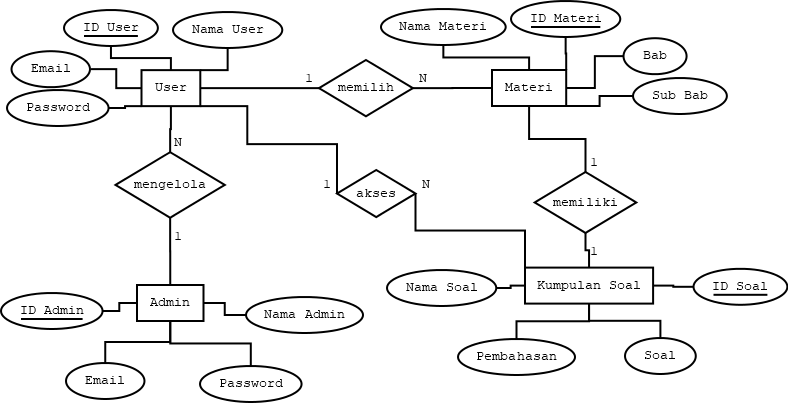 ID User
Nama User
Nama Materi
ID Materi
Email
Bab
User
1
memilih
N
Materi
Sub Bab
Password
N
mengelola
1
akses
N
1
memiliki
1
1
Nama Soal
Kumpulan Soal
ID Soal
ID Admin
Admin
Nama Admin
Pembahasan
Soal
Email
Password